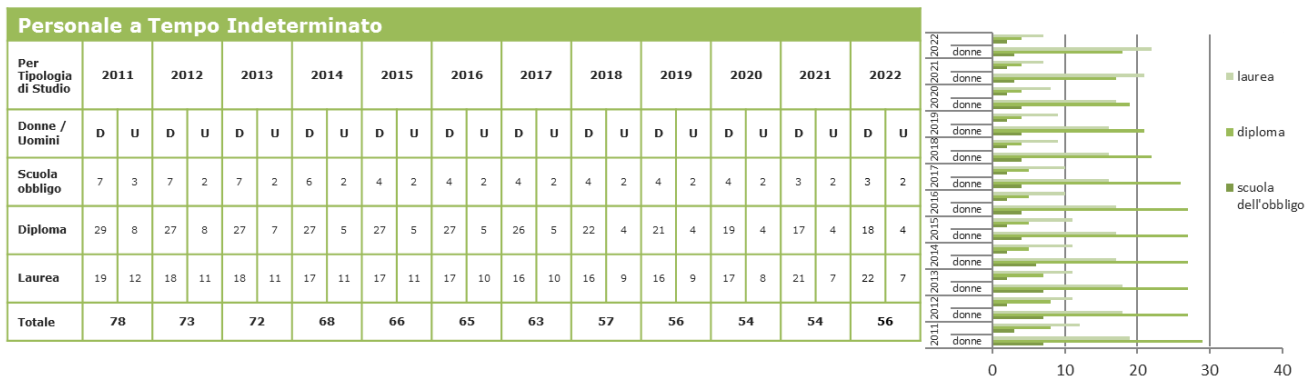 Personale a Tempo Indeterminato
Per Tipologia di Studio 2011 2012 2013 2014 2015 2016 2017 2018 2019 2020 2021 2022
Donne / Uomini D U D U D U D U D U D U D U D U D U D U D U D U
Scuola obbligo 7 3 7 2 7 2 6 2 4 2 4 2 4 2 4 2 4 2 4 2 3 2 3 2
Diploma 29 8 27 8 27 7 27 5 27 5 27 5 26 5 22 4 21 4 19 4 17 4 18 4
Laurea 19 12 18 11 18 11 17 11 17 11 17 10 16 10 16 9 16 9 17 8 21 7 22 7
Totale 78 73 72 68 66 65 63 57 56 54 54 56
2022 donne
2021 donne
2020 donne
2019 donne
2018 donne
2017 donne
2016 donne
2015 donne
2014 donne
2013 donne
2012 donne
2011 donne
0 10 20 30 40
laurea
diploma
scuola
dell'obbligo